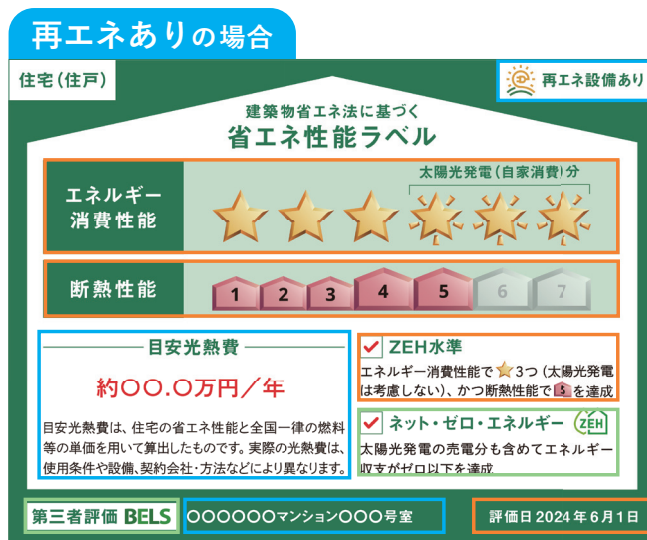 再エネありの場合
住宅(住戸)
再エネ設備あり
建築物省エネ法に基づく
省エネ性能ラベル
太陽光発電(自家消費)分
エネルギー
消費性能
断熱性能
1 2 3 4 5 6 7
目安光熱費
約〇〇.〇万円/年
目安光熱費は、住宅の省エネ性能と全国一律の燃料
等の単価を用いて算出したものです。実際の光熱費は、
使用条件や設備、契約会社・方法などにより異なります。
ZEH水準
エネルギー消費性能で⭐3つ(太陽光発電
は考慮しない)、かつ断熱性能で5を達成
ネット・ゼロ・エネルギー ZEH
太陽光発電の売電分も含めてエネルギー
収支がゼロ以下を達成
第三者評価 BELS
〇〇〇〇〇〇マンション〇〇〇号室
評価日2024年6月1日